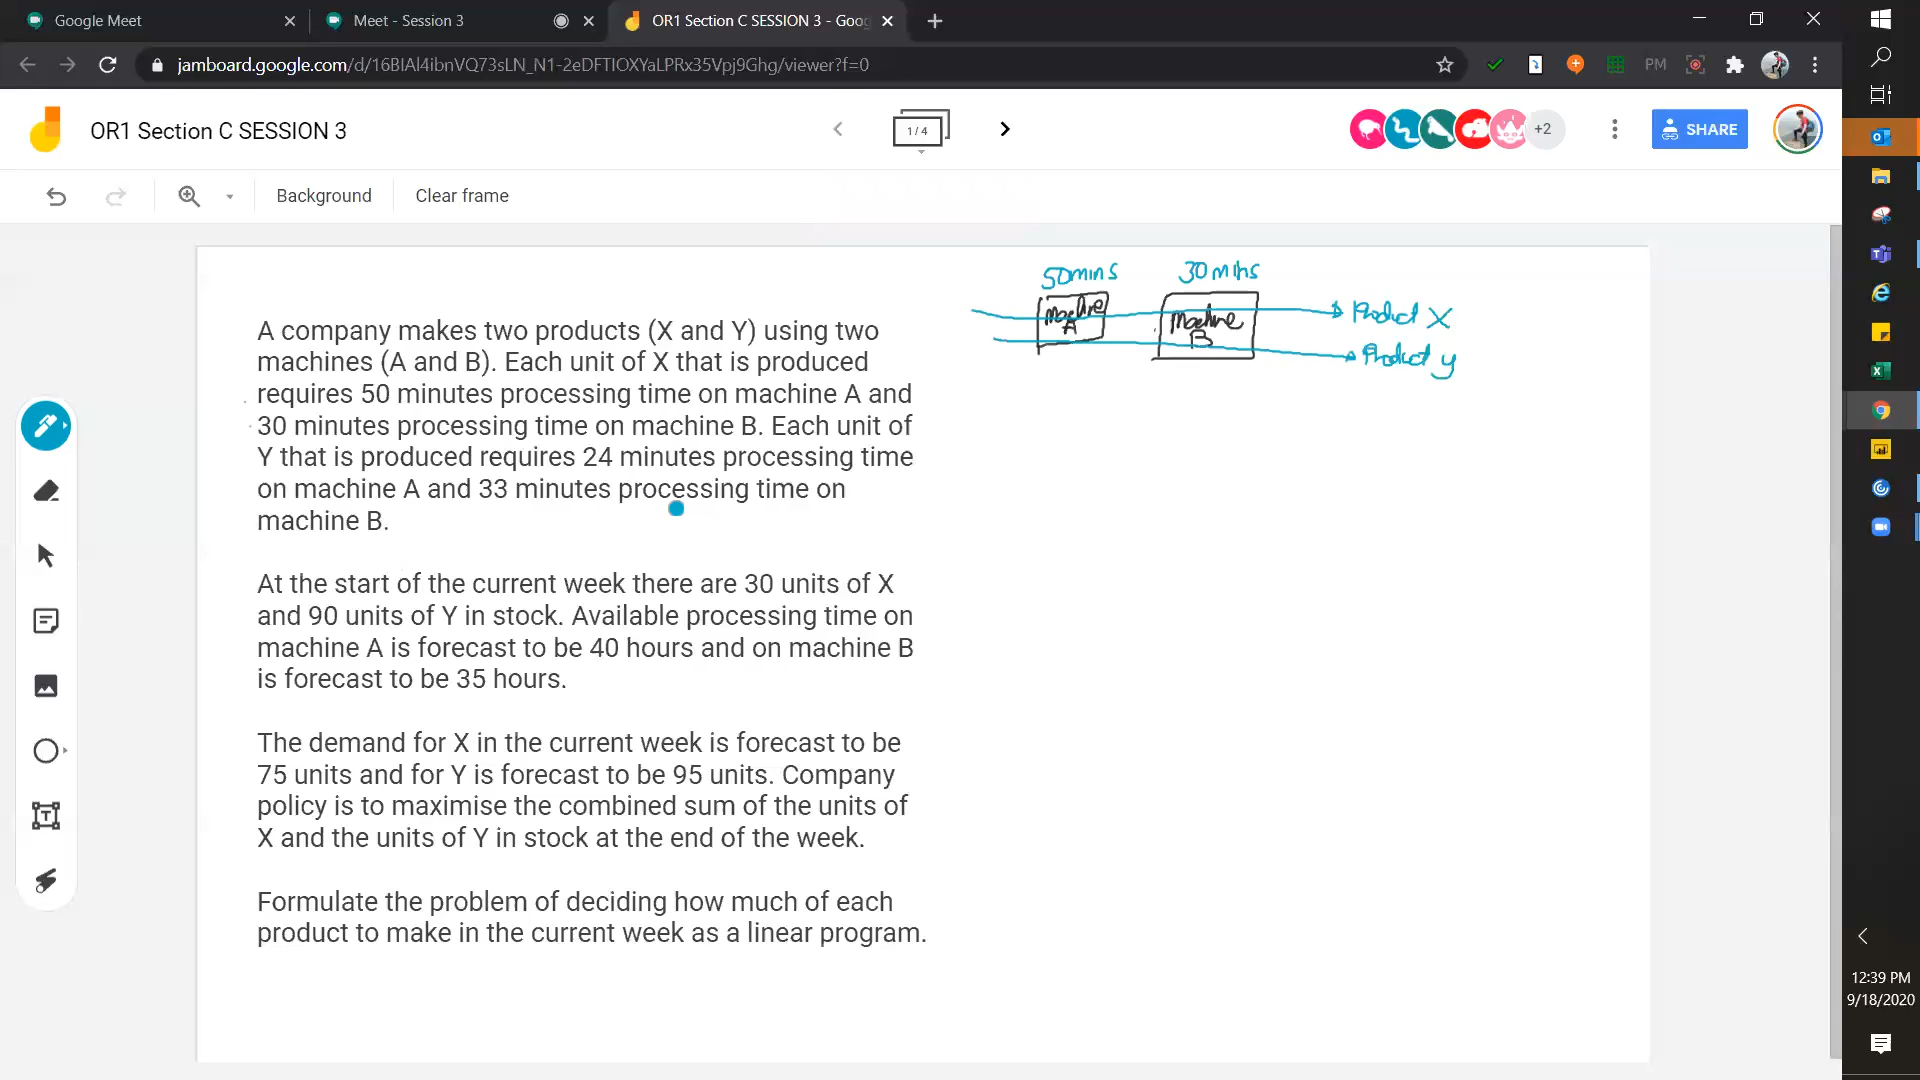 Google Meet
Meet - Session 3
OR1 Section C SESSION 3 - Goog
jamboard.google.com/d/16BIAl4ibnVQ73sLN_N1-2eDFTIOXYaLPRx35Vpj9Ghg/viewer?f=0
PM
OR1 Section C SESSION 3
1 / 4
+2
SHARE
Background
Clear frame
50mins
30mins
Machine
A
Machine
B
Product X
Product y
A company makes two products (X and Y) using two
machines (A and B). Each unit of X that is produced
requires 50 minutes processing time on machine A and
30 minutes processing time on machine B. Each unit of
Y that is produced requires 24 minutes processing time
on machine A and 33 minutes processing time on
machine B.
At the start of the current week there are 30 units of X
and 90 units of Y in stock. Available processing time on
machine A is forecast to be 40 hours and on machine B
is forecast to be 35 hours.
The demand for X in the current week is forecast to be
75 units and for Y is forecast to be 95 units. Company
policy is to maximise the combined sum of the units of
X and the units of Y in stock at the end of the week.
Formulate the problem of deciding how much of each
product to make in the current week as a linear program.
12:39 PM
9/18/2020